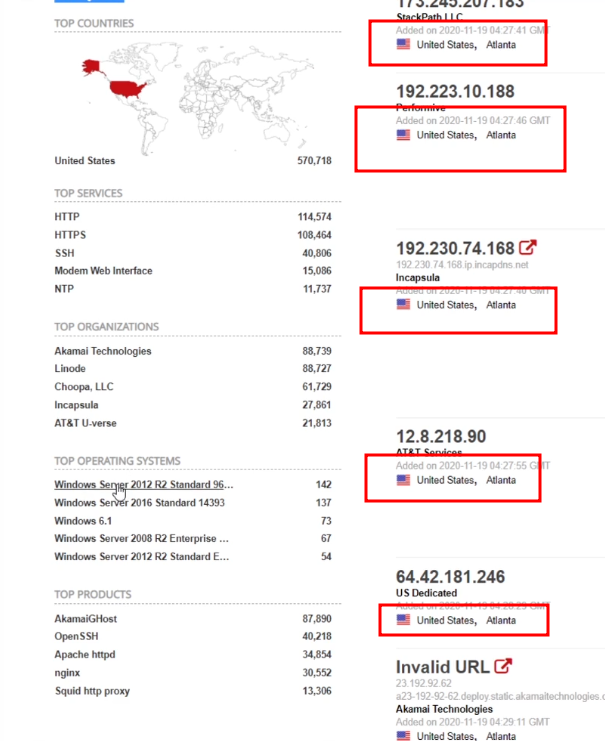 TOP COUNTRIES
United States 570,718
TOP SERVICES
HTTP 114,574
HTTPS 108,464
SSH 40,806
Modem Web Interface 15,086
NTP 11,737
TOP ORGANIZATIONS
Akamai Technologies 88,739
Linode 88,727
Choopa, LLC 61,729
Incapsula 27,861
AT&T U-verse 21,813
TOP OPERATING SYSTEMS
Windows Server 2012 R2 Standard 96... 142
Windows Server 2016 Standard 14393 137
Windows 6.1 73
Windows Server 2008 R2 Enterprise ... 67
Windows Server 2012 R2 Standard E... 54
TOP PRODUCTS
AkamaiGHost 87,890
OpenSSH 40,218
Apache httpd 34,854
nginx 30,552
Squid http proxy 13,306
173.245.207.183
StackPath LLC
Added on 2020-11-19 04:27:41 GMT
United States, Atlanta
192.223.10.188
Performive
Added on 2020-11-19 04:27:46 GMT
United States, Atlanta
192.230.74.168
192.230.74.168.ip.incapdns.net
Incapsula
Added on 2020-11-19 04:27:40 GMT
United States, Atlanta
12.8.218.90
AT&T Services
Added on 2020-11-19 04:27:55 GMT
United States, Atlanta
64.42.181.246
US Dedicated
Added on 2020-11-19 04:28:29 GMT
United States, Atlanta
Invalid URL
23.192.92.62
a23-192-92-62.deploy.static.akamaitechnologies.c
Akamai Technologies
Added on 2020-11-19 04:29:11 GMT
United States, Atlanta